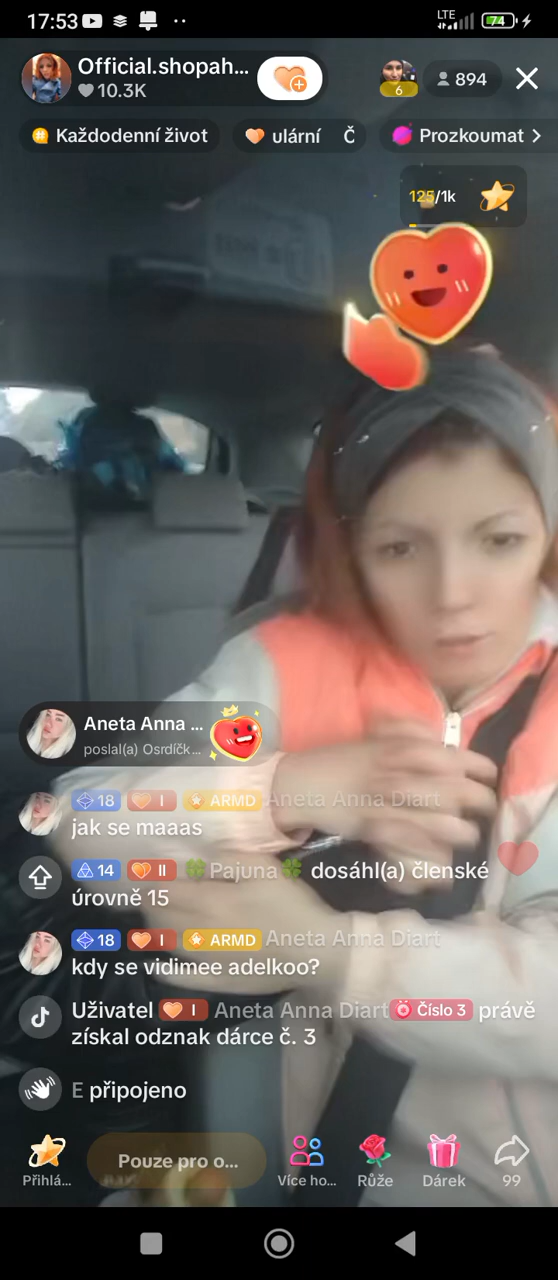 17:53
LTE
74
Official.shopah...
10.3K
6
894
Každodenní život
ulární
Č
Prozkoumat
125/1k
Aneta Anna ...
poslal(a) Osrdíčk...
18 I ARMD Aneta Anna Diart
jak se maaas
14 II 🍀Pajuna🍀 dosáhl(a) členské
úrovně 15
18 I ARMD Aneta Anna Diart
kdy se vidimee adelkoo?
Uživatel I Aneta Anna Diart Číslo 3 právě
získal odznak dárce č. 3
E připojeno
Přihlá...
Pouze pro o...
Více ho...
Růže
Dárek
99